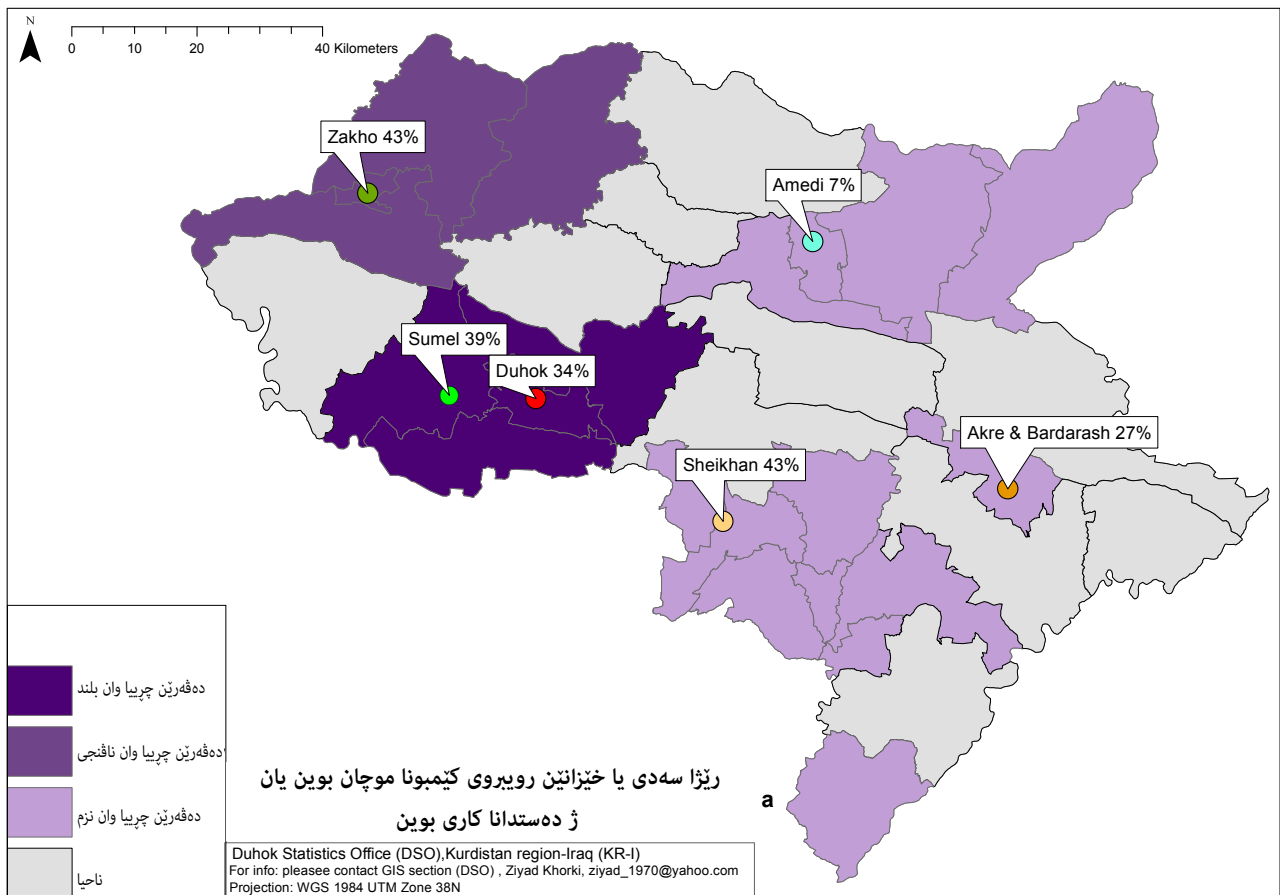 N
0 10 20 40 Kilometers
Zakho 43%
Amedi 7%
Sumel 39%
Duhok 34%
Akre & Bardarash 27%
Sheikhan 43%
دەڤەرێن چڕییا وان بلند
دەڤەرێن چڕییا وان ناڤنجی
دەڤەرێن چڕییا وان نزم
ناحیا
رێژا سەدی یا خێزانێن رویبروی کێمبونا موچان بوین یان
ژ دەستدانا کاری بوین
a
Duhok Statistics Office (DSO),Kurdistan region-Iraq (KR-I)
For info: pleasee contact GIS section (DSO) , Ziyad Khorki, ziyad_1970@yahoo.com
Projection: WGS 1984 UTM Zone 38N